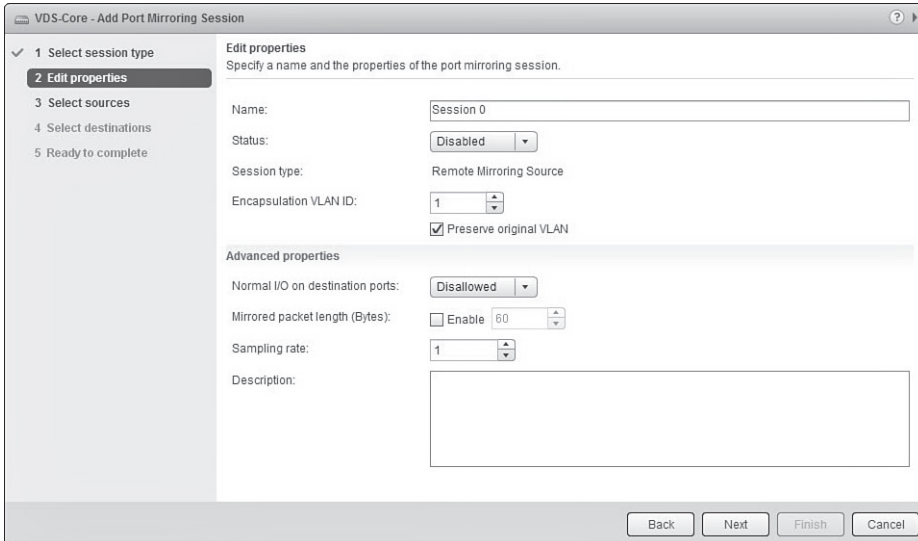 VDS-Core - Add Port Mirroring Session
?
1 Select session type
2 Edit properties
3 Select sources
4 Select destinations
5 Ready to complete
Edit properties
Specify a name and the properties of the port mirroring session.
Name: Session 0
Status: Disabled
Session type: Remote Mirroring Source
Encapsulation VLAN ID: 1
Preserve original VLAN
Advanced properties
Normal I/O on destination ports: Disallowed
Mirrored packet length (Bytes): Enable 60
Sampling rate: 1
Description:
Back Next Finish Cancel